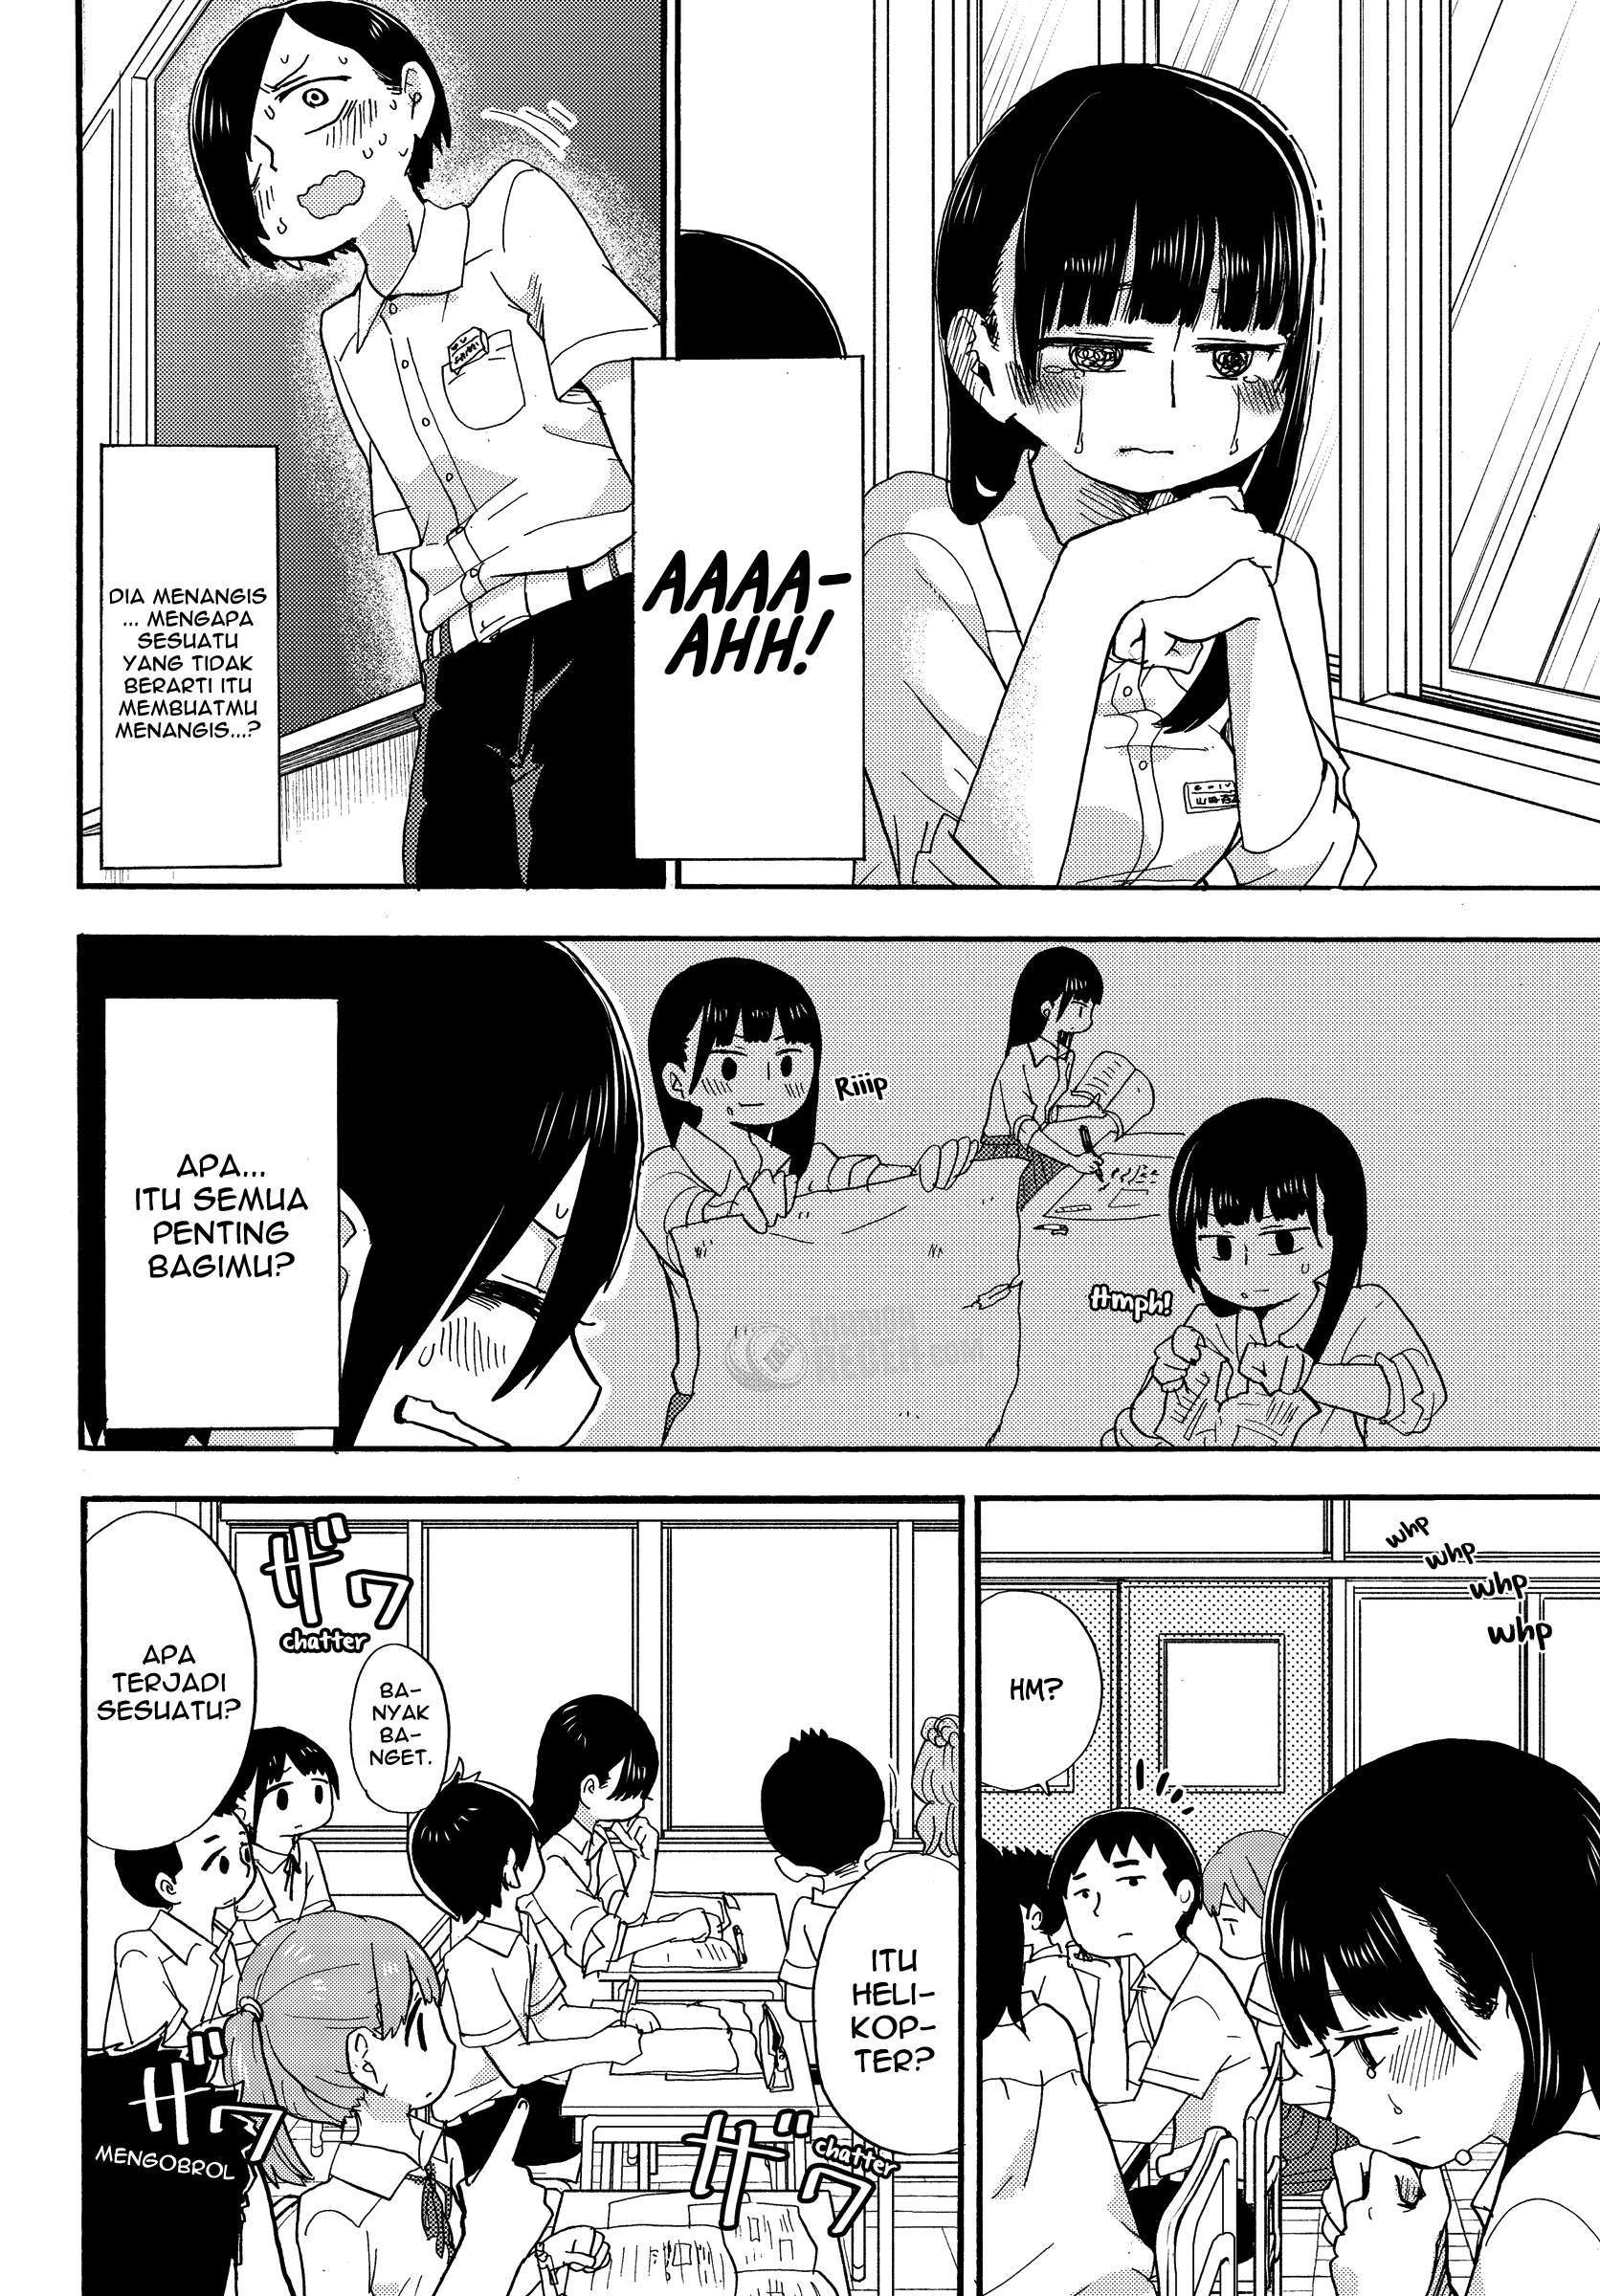 AAAA-
AHH!
DIA MENANGIS
... MENGAPA
SESUATU
YANG TIDAK
BERARTI ITU
MEMBUATMU
MENANGIS...?
Riiip
Hmph!
APA...
ITU SEMUA
PENTING
BAGIMU?
whp
whp
whp
whp
HM?
ザワ
chatter
BA-
NYAK
BA-
NGET.
APA
TERJADI
SESUATU?
ITU
HELI-
KOP-
TER?
ザワ
chatter
ザワ
MENGOBROL